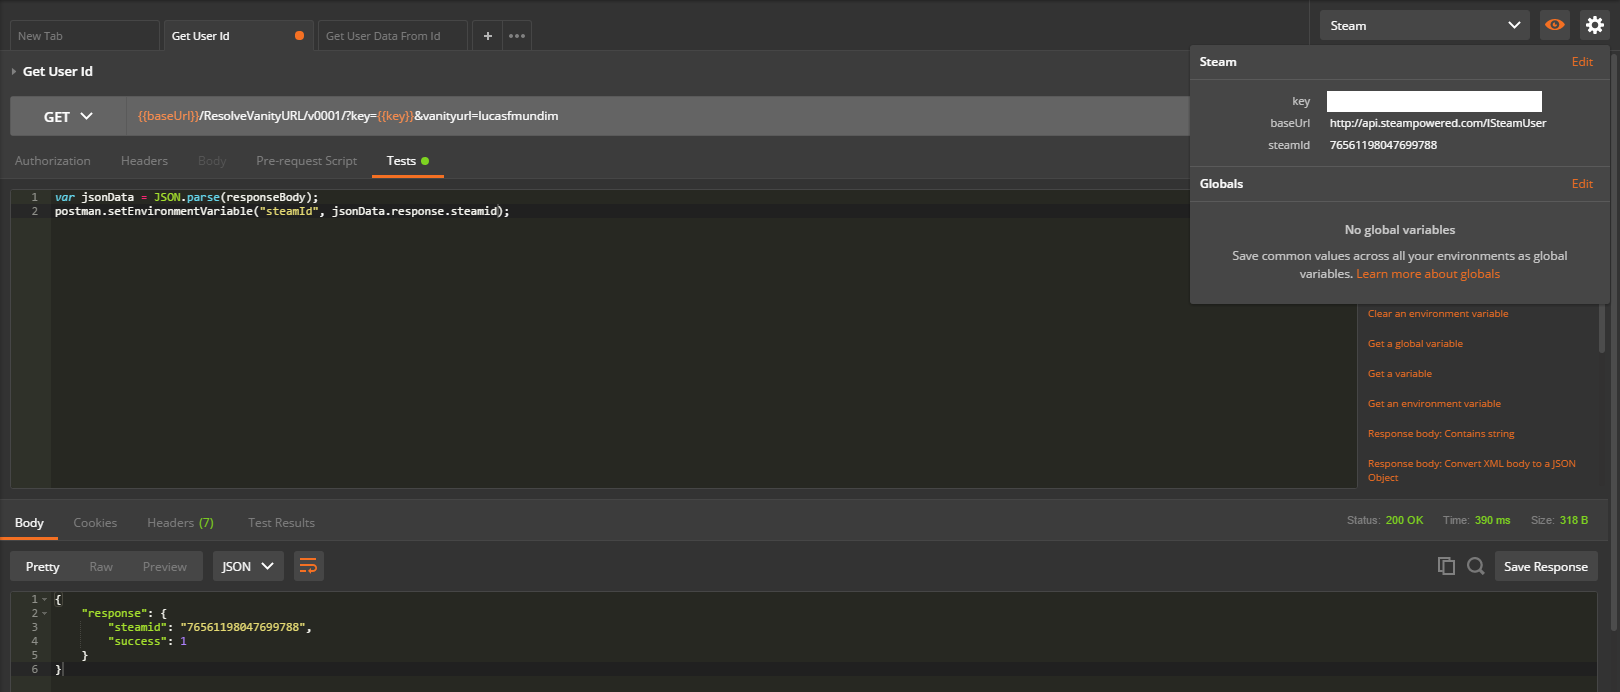 New Tab
Get User Id
Get User Data From Id
+
Steam
Get User Id
Steam
Edit
key
baseUrl http://api.steampowered.com/ISteamUser
steamId 76561198047699788
Globals
Edit
No global variables
Save common values across all your environments as global
variables. Learn more about globals
GET {{baseUrl}}/ResolveVanityURL/v0001/?key={{key}}&vanityurl=lucasfmundim
Authorization Headers Body Pre-request Script Tests
1 var jsonData = JSON.parse(responseBody);
2 postman.setEnvironmentVariable("steamId", jsonData.response.steamid);
Clear an environment variable
Get a global variable
Get a variable
Get an environment variable
Response body: Contains string
Response body: Convert XML body to a JSON
Object
Body Cookies Headers (7) Test Results
Status: 200 OK Time: 390 ms Size: 318 B
Pretty Raw Preview JSON
Save Response
1 {
2 "response": {
3 "steamid": "76561198047699788",
4 "success": 1
5 }
6 }